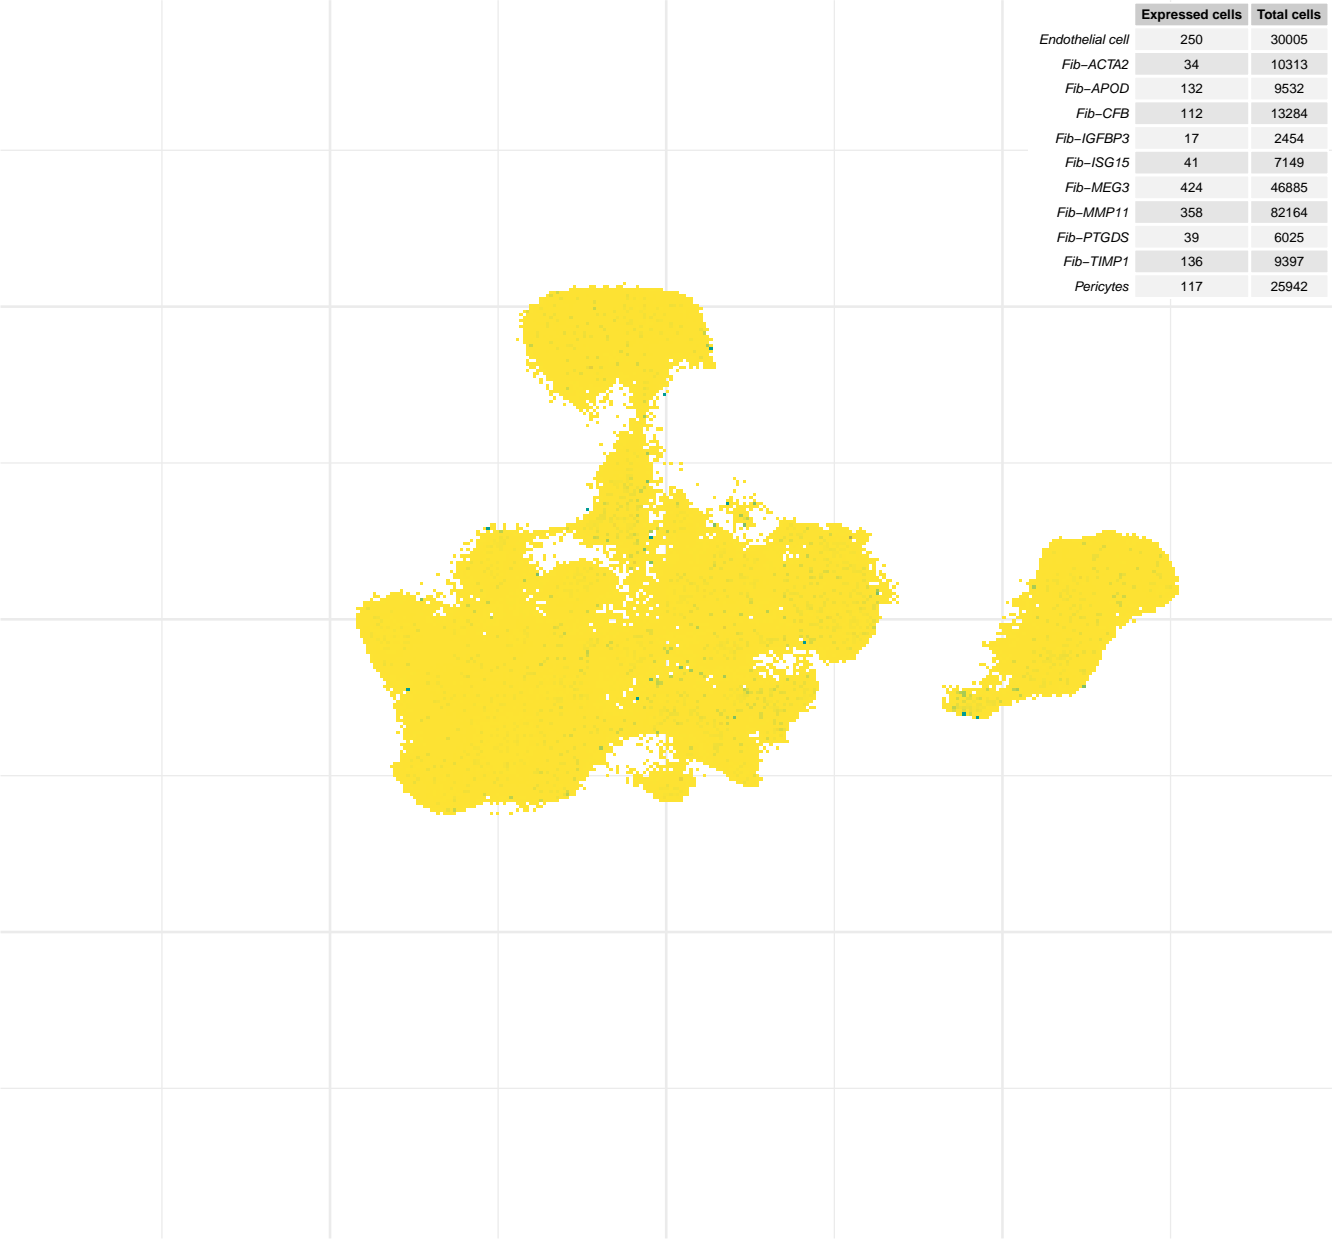 Expressed cells Total cells
Endothelial cell 250 30005
Fib−ACTA2 34 10313
Fib−APOD 132 9532
Fib−CFB 112 13284
Fib−IGFBP3 17 2454
Fib−ISG15 41 7149
Fib−MEG3 424 46885
Fib−MMP11 358 82164
Fib−PTGDS 39 6025
Fib−TIMP1 136 9397
Pericytes 117 25942